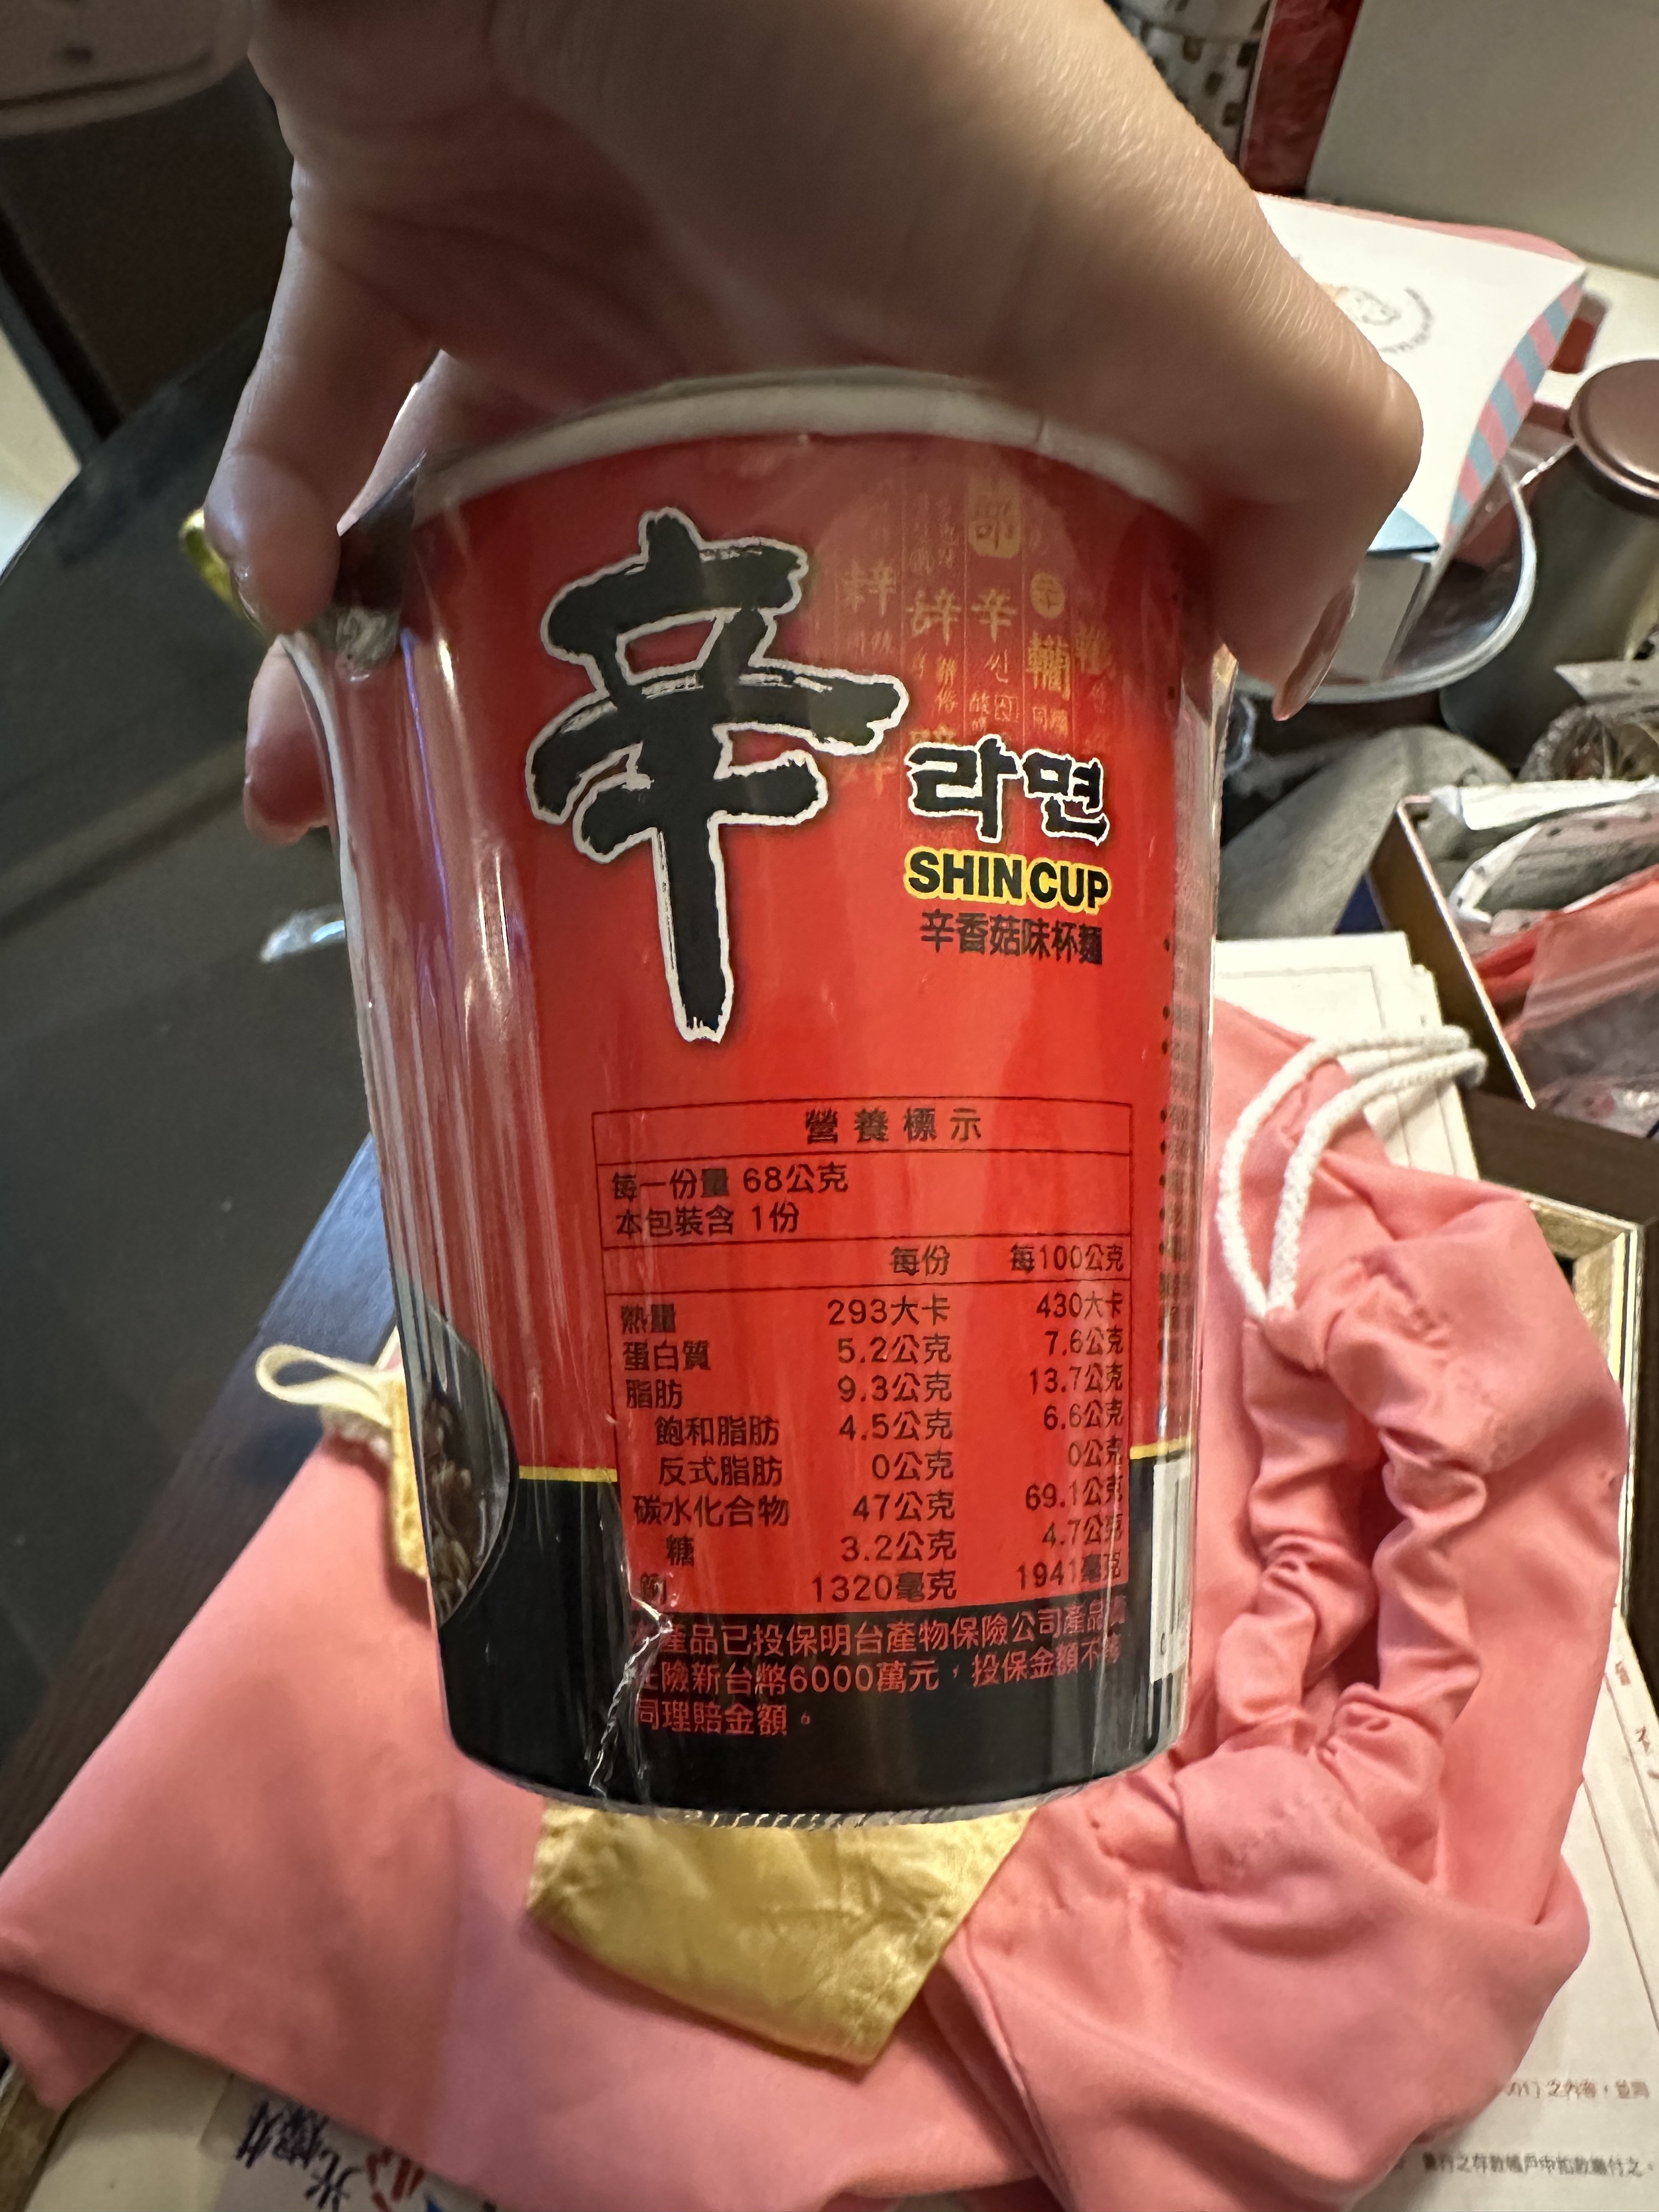 辛
라면
SHIN CUP
辛香菇味杯麵
營養標示
每一份量 68公克
本包裝含 1份
每份 每100公克
熱量 293大卡 430大卡
蛋白質 5.2公克 7.6公克
脂肪 9.3公克 13.7公克
飽和脂肪 4.5公克 6.6公克
反式脂肪 0公克 0公克
碳水化合物 47公克 69.1公克
糖 3.2公克 4.7公克
鈉 1320毫克 1941毫克
產品已投保明台產物保險公司產品
險新台幣6000萬元，投保金額不等
同理賠金額。
之內容，並同